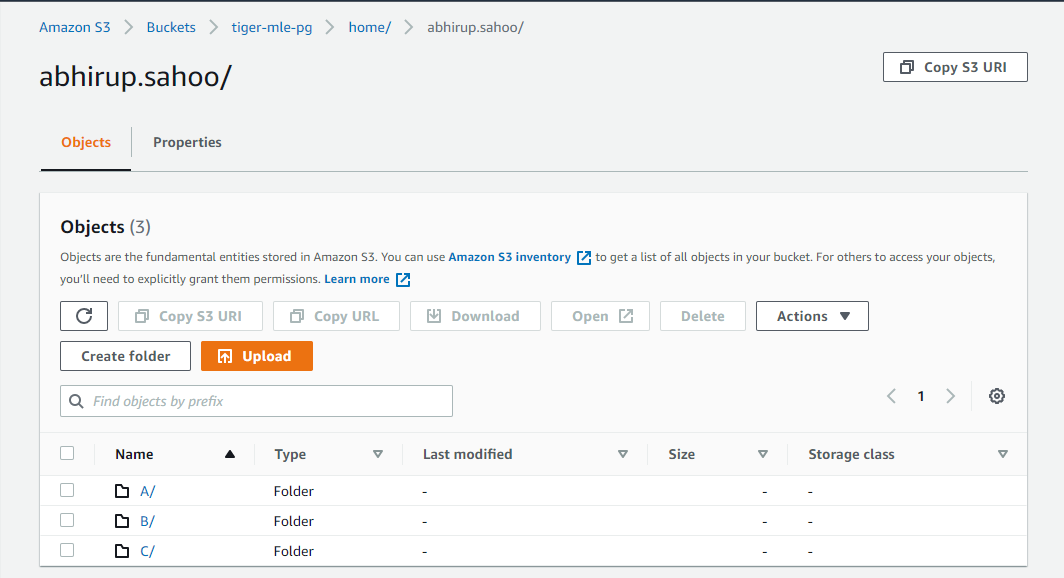 Amazon S3 > Buckets > tiger-mle-pg > home/ > abhirup.sahoo/
abhirup.sahoo/
Copy S3 URI
Objects Properties
Objects (3)
Objects are the fundamental entities stored in Amazon S3. You can use Amazon S3 inventory to get a list of all objects in your bucket. For others to access your objects,
you'll need to explicitly grant them permissions. Learn more
Copy S3 URI Copy URL Download Open Delete Actions
Create folder Upload
Find objects by prefix
1
Name Type Last modified Size Storage class
A/ Folder - - -
B/ Folder - - -
C/ Folder - - -